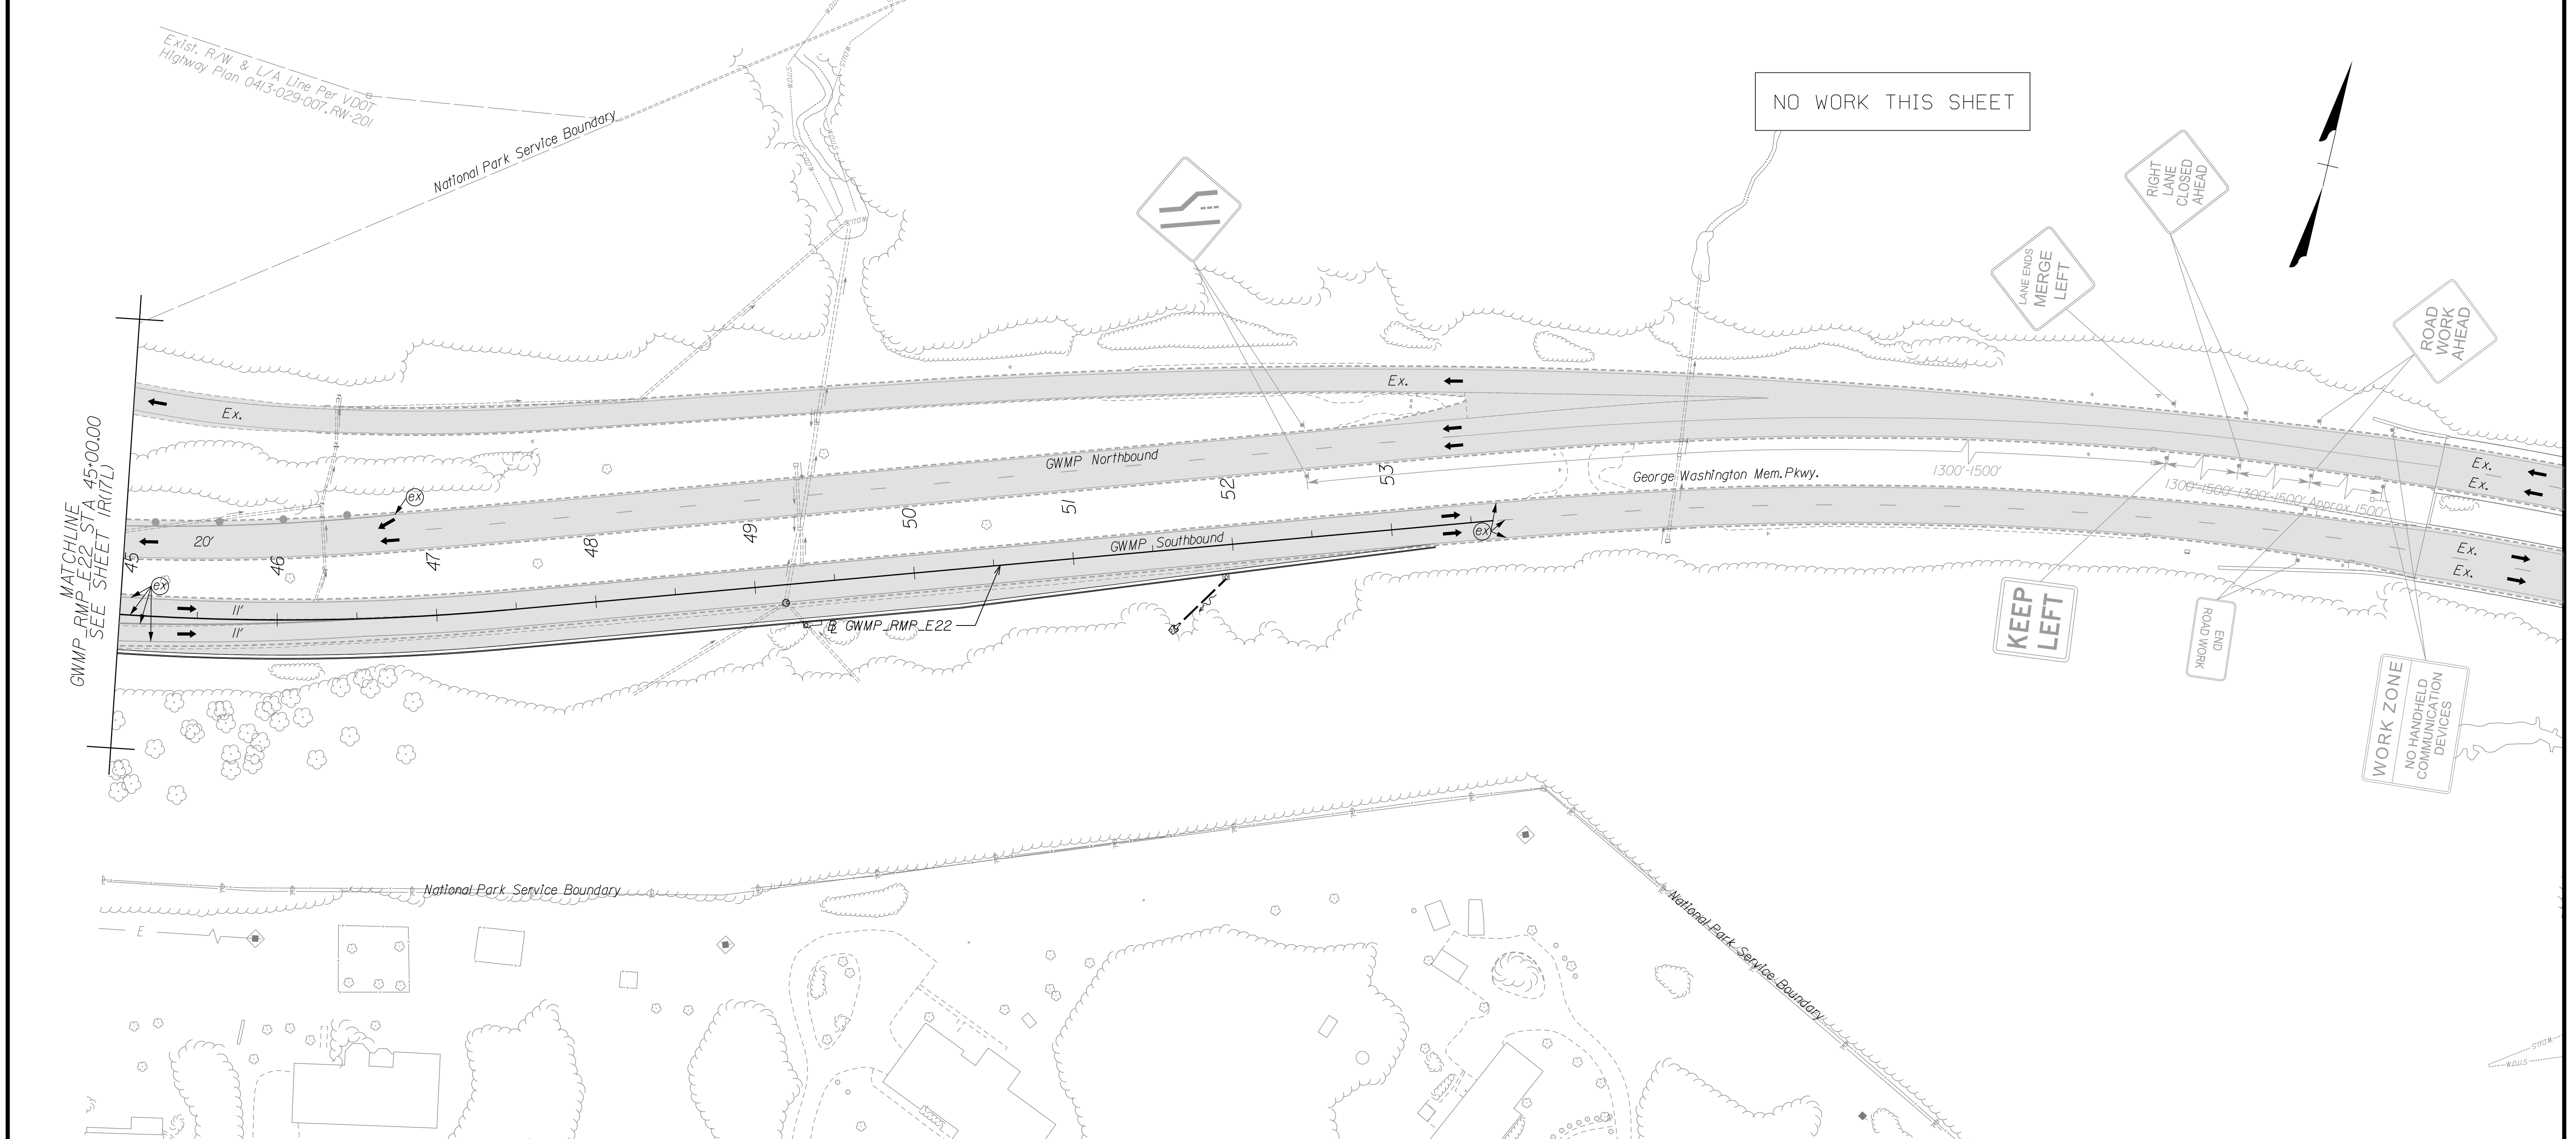 Exist. R/W & L/A Line Per VDOT
Highway Plan 0413-029-007, RW-201
National Park Service Boundary
NO WORK THIS SHEET
RIGHT
LANE
CLOSED
AHEAD
LANE ENDS
MERGE
LEFT
ROAD
WORK
AHEAD
MATCHLINE
GWMP_RMP_E22 STA 45+00.00
SEE SHEET 1R(17L)
Ex.
Ex.
GWMP Northbound
George Washington Mem.Pkwy.
1300'-1500'
1300'-1500' 1300'-1500' Approx. 1500'
Ex.
Ex.
ex
20'
45
46
47
48
49
50
51
52
53
GWMP Southbound
ex
Ex.
Ex.
ex
11'
11'
BL GWMP_RMP_E22
KEEP
LEFT
END
ROAD WORK
WORK ZONE
NO HANDHELD
COMMUNICATION
DEVICES
National Park Service Boundary
National Park Service Boundary
E